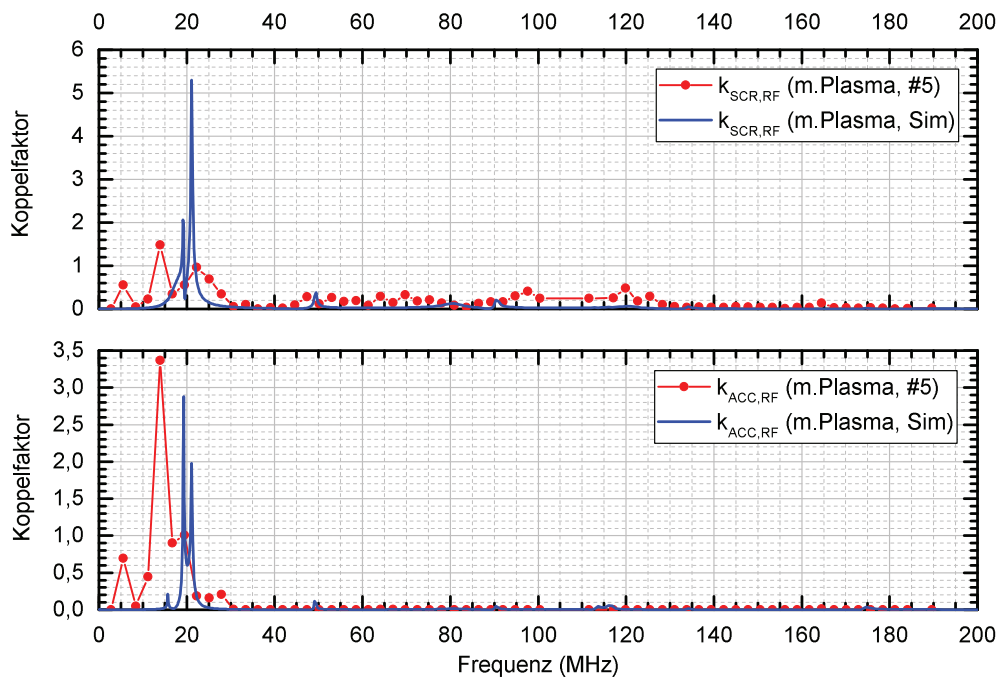 0 20 40 60 80 100 120 140 160 180 200
6
5
4
3
2
1
0
Koppelfaktor
k_SCR,RF (m.Plasma, #5)
k_SCR,RF (m.Plasma, Sim)
3,5
3,0
2,5
2,0
1,5
1,0
0,5
0,0
Koppelfaktor
k_ACC,RF (m.Plasma, #5)
k_ACC,RF (m.Plasma, Sim)
0 20 40 60 80 100 120 140 160 180 200
Frequenz (MHz)